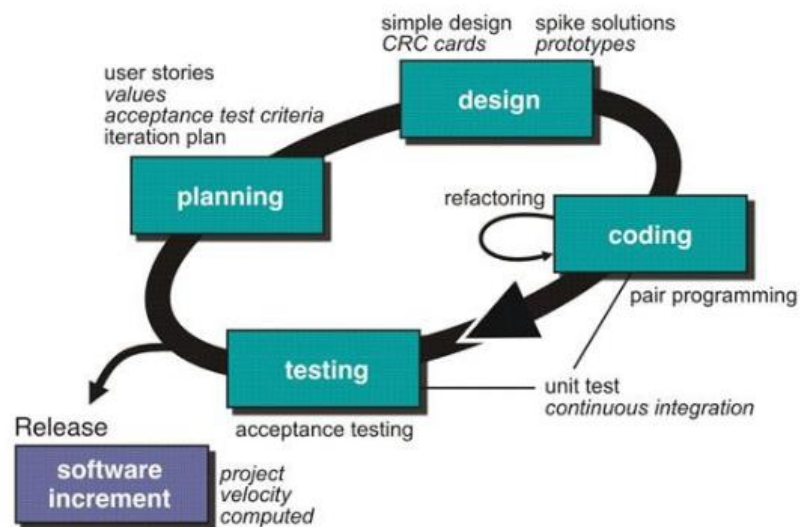 simple design
CRC cards
spike solutions
prototypes
user stories
values
acceptance test criteria
iteration plan
design
planning
refactoring
coding
pair programming
testing
unit test
continuous integration
acceptance testing
Release
software
increment
project
velocity
computed